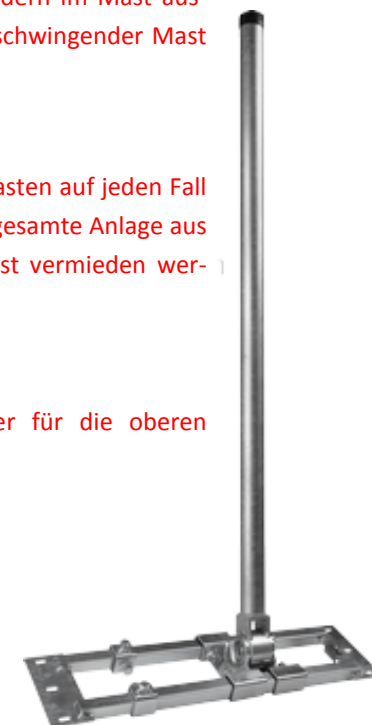 dern im Mast aus-
schwingender Mast
asten auf jeden Fall
gesamte Anlage aus
st vermieden wer-
er für die oberen